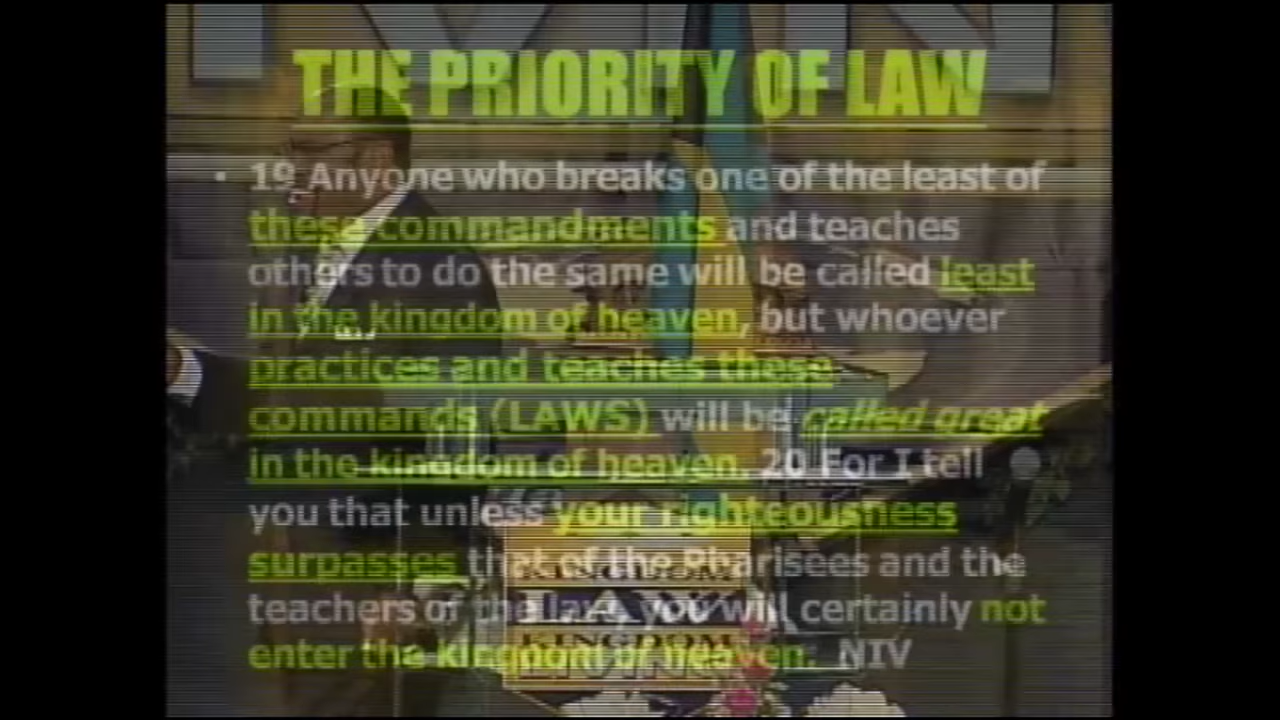 THE PRIORITY OF LAW
• 19 Anyone who breaks one of the least of
these commandments and teaches
others to do the same will be called least
in the kingdom of heaven, but whoever
practices and teaches these
commands (LAWS) will be called great
in the kingdom of heaven. 20 For I tell
you that unless your righteousness
surpasses that of the Pharisees and the
teachers of the law, you will certainly not
enter the kingdom of heaven. NIV
KINGDOM
LAW
KINGDOM
LIVING